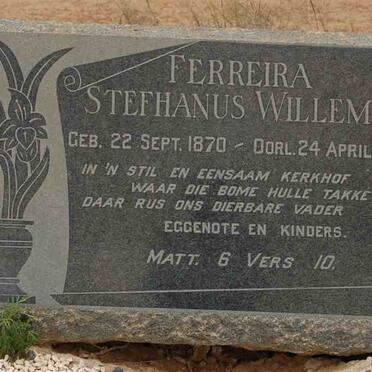 FERREIRA
STEFHANUS WILLEM
GEB. 22 SEPT. 1870 – OORL. 24 APRIL
IN 'N STIL EN EENSAAM KERKHOF
WAAR DIE BOME HULLE TAKKE
DAAR RUS ONS DIERBARE VADER
EGGENOTE EN KINDERS.
MATT. 6 VERS 10.